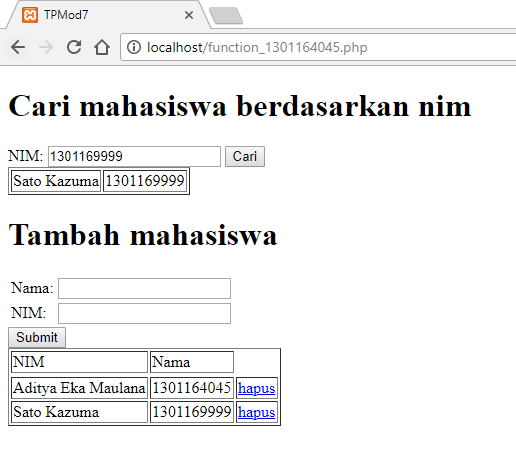 TPMod7
localhost/function_1301164045.php
Cari mahasiswa berdasarkan nim
NIM: 1301169999 Cari
Sato Kazuma 1301169999
Tambah mahasiswa
Nama:
NIM:
Submit
NIM Nama
Aditya Eka Maulana 1301164045 hapus
Sato Kazuma 1301169999 hapus